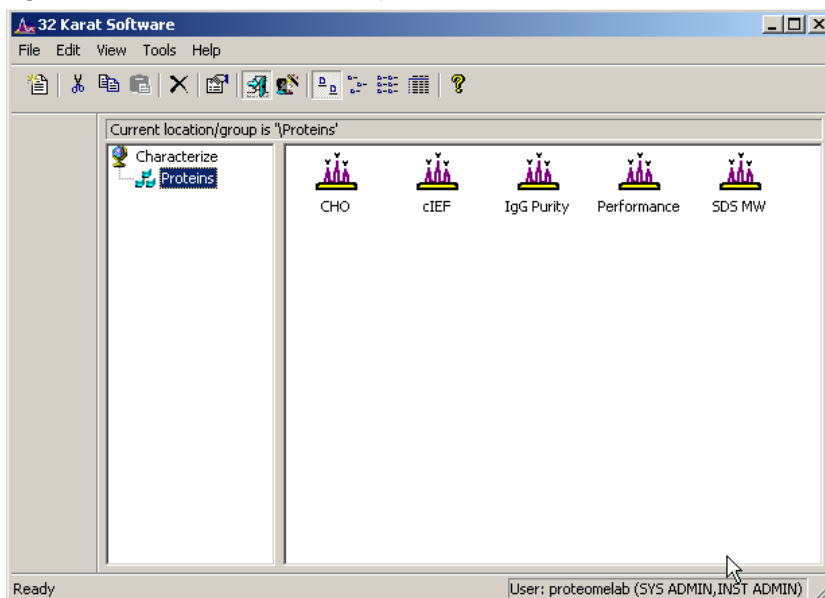 32 Karat Software
File Edit View Tools Help
Current location/group is '\Proteins'
Characterize
Proteins
CHO
cIEF
IgG Purity
Performance
SDS MW
Ready
User: proteomelab (SYS ADMIN,INST ADMIN)